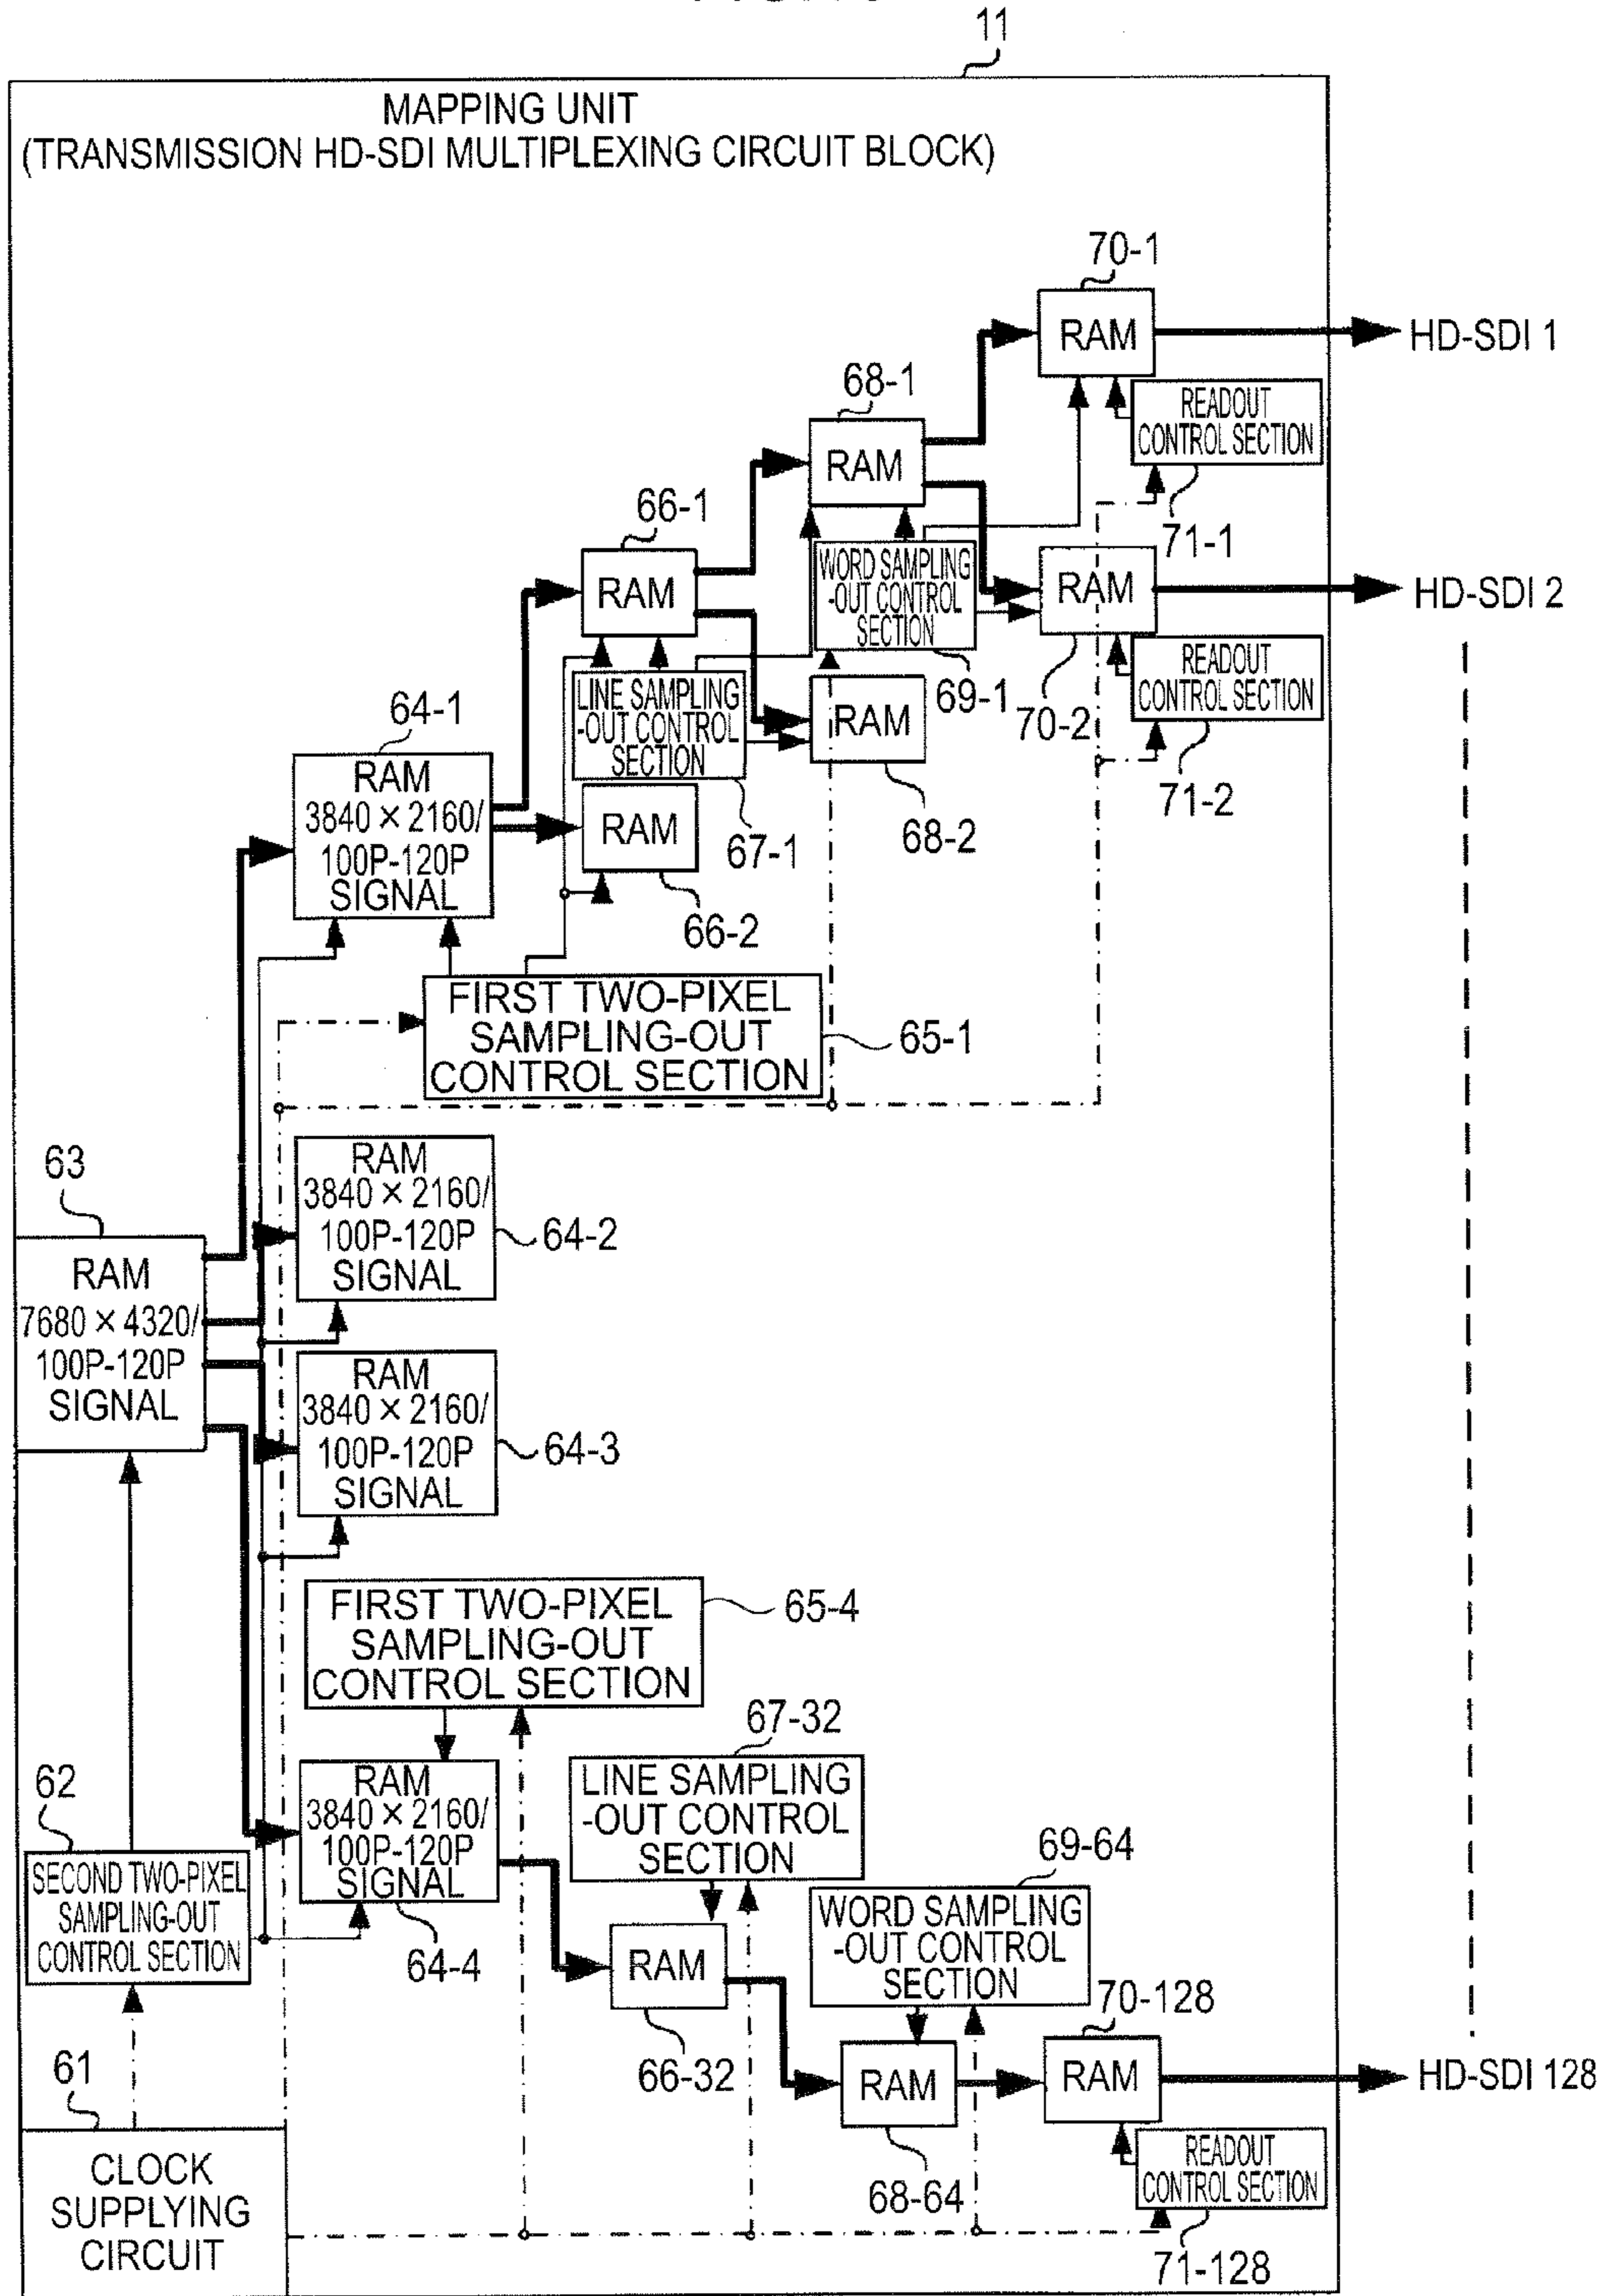 11
MAPPING UNIT
(TRANSMISSION HD-SDI MULTIPLEXING CIRCUIT BLOCK)
70-1
RAM
HD-SDI 1
READOUT
CONTROL SECTION
71-1
68-1
RAM
66-1
RAM
WORD SAMPLING
-OUT CONTROL
SECTION
69-1
RAM
70-2
HD-SDI 2
READOUT
CONTROL SECTION
71-2
LINE SAMPLING
-OUT CONTROL
SECTION
67-1
RAM
68-2
64-1
RAM
3840 × 2160/
100P-120P
SIGNAL
RAM
66-2
FIRST TWO-PIXEL
SAMPLING-OUT
CONTROL SECTION
65-1
63
RAM
7680 × 4320/
100P-120P
SIGNAL
RAM
3840 × 2160/
100P-120P
SIGNAL
64-2
RAM
3840 × 2160/
100P-120P
SIGNAL
64-3
FIRST TWO-PIXEL
SAMPLING-OUT
CONTROL SECTION
65-4
RAM
3840 × 2160/
100P-120P
SIGNAL
64-4
67-32
LINE SAMPLING
-OUT CONTROL
SECTION
62
SECOND TWO-PIXEL
SAMPLING-OUT
CONTROL SECTION
RAM
66-32
69-64
WORD SAMPLING
-OUT CONTROL
SECTION
RAM
68-64
70-128
RAM
HD-SDI 128
READOUT
CONTROL SECTION
71-128
61
CLOCK
SUPPLYING
CIRCUIT